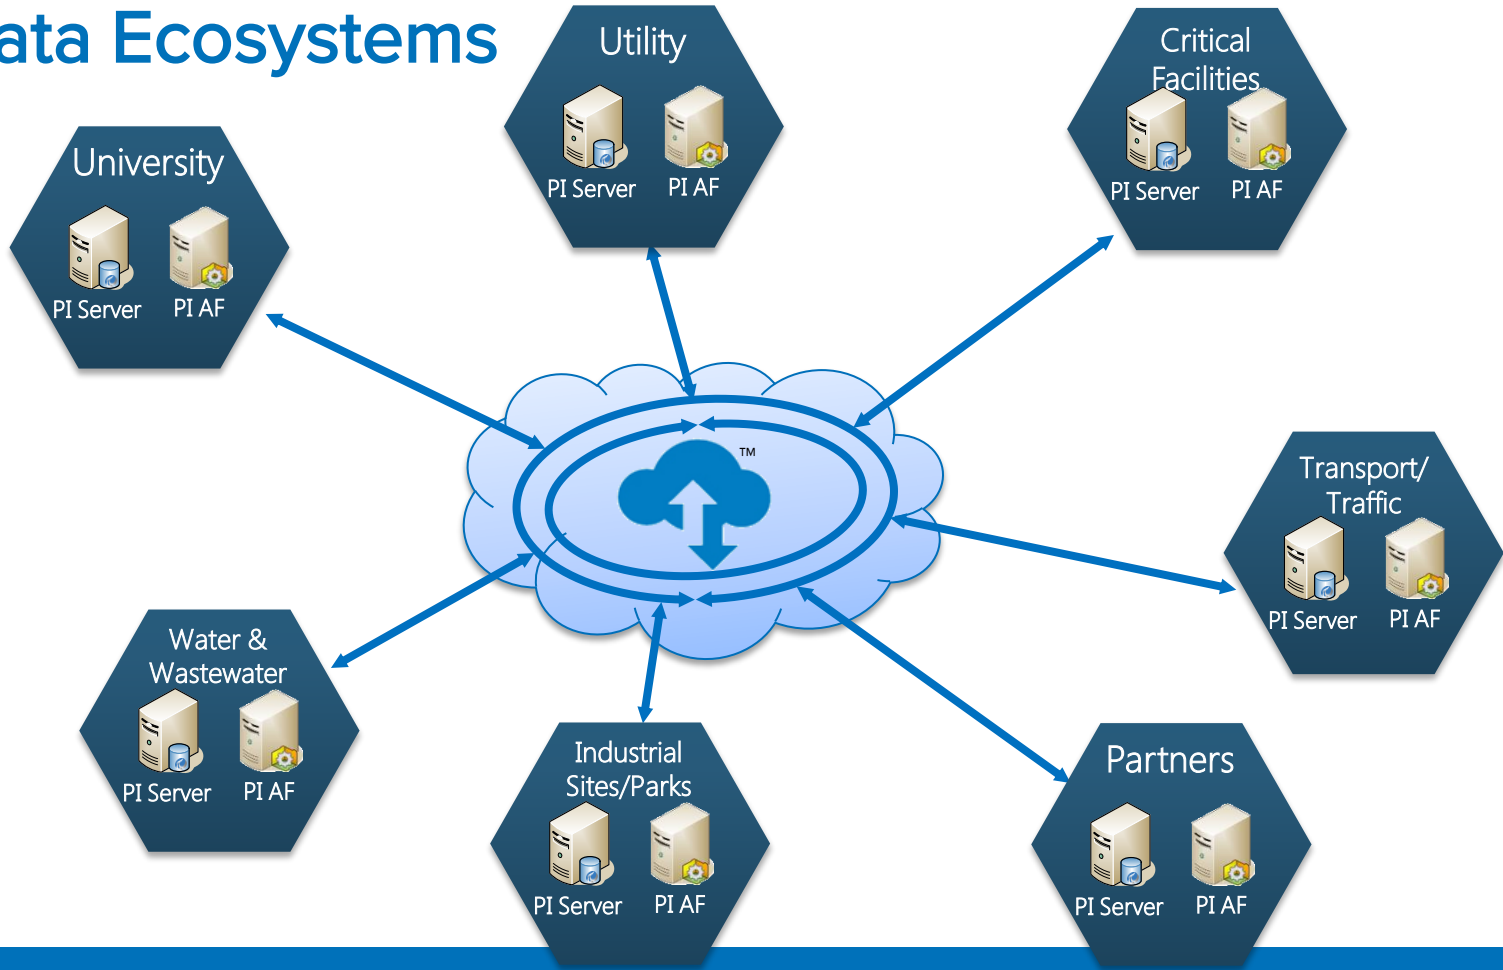 ata Ecosystems
Utility
PI Server PI AF
Critical
Facilities
PI Server PI AF
University
PI Server PI AF
TM
Transport/
Traffic
PI Server PI AF
Water &
Wastewater
PI Server PI AF
Industrial
Sites/Parks
PI Server PI AF
Partners
PI Server PI AF